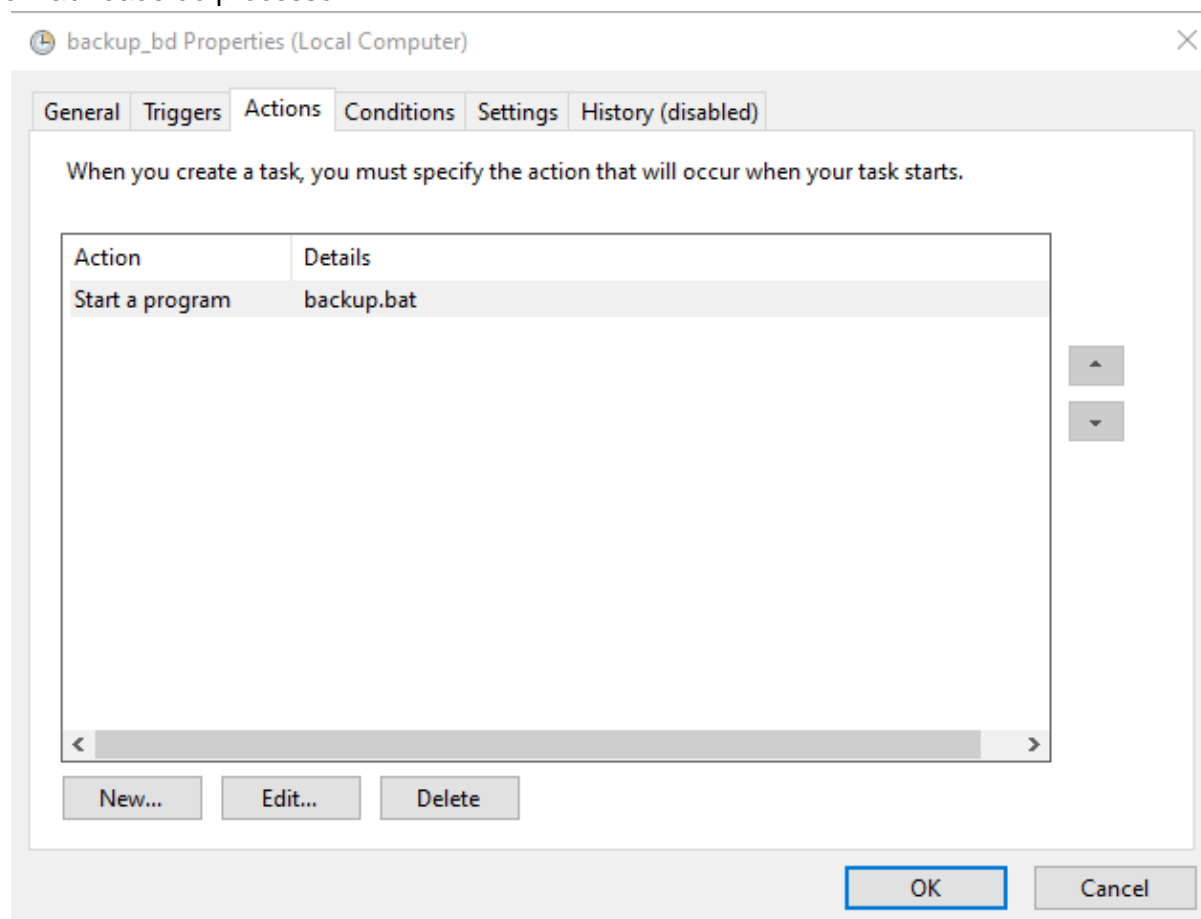 backup_bd Properties (Local Computer)
General Triggers Actions Conditions Settings History (disabled)
When you create a task, you must specify the action that will occur when your task starts.
Action Details
Start a program backup.bat
New... Edit... Delete
OK Cancel